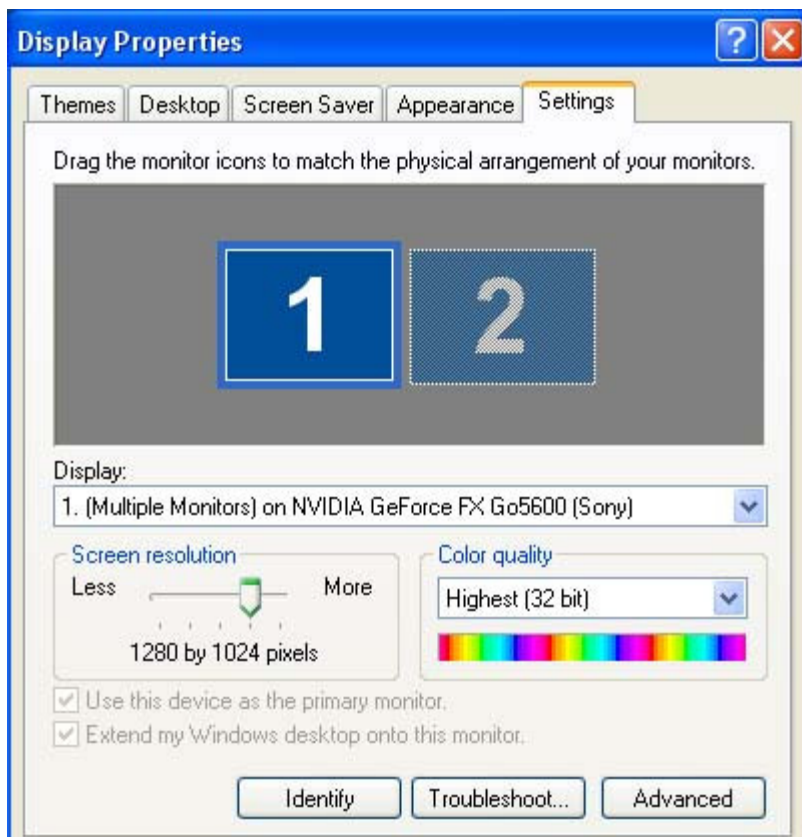 Display Properties
Themes Desktop Screen Saver Appearance Settings
Drag the monitor icons to match the physical arrangement of your monitors.
1 2
Display:
1. (Multiple Monitors) on NVIDIA GeForce FX Go5600 (Sony)
Screen resolution
Less More
1280 by 1024 pixels
Color quality
Highest (32 bit)
Use this device as the primary monitor.
Extend my Windows desktop onto this monitor.
Identify Troubleshoot... Advanced